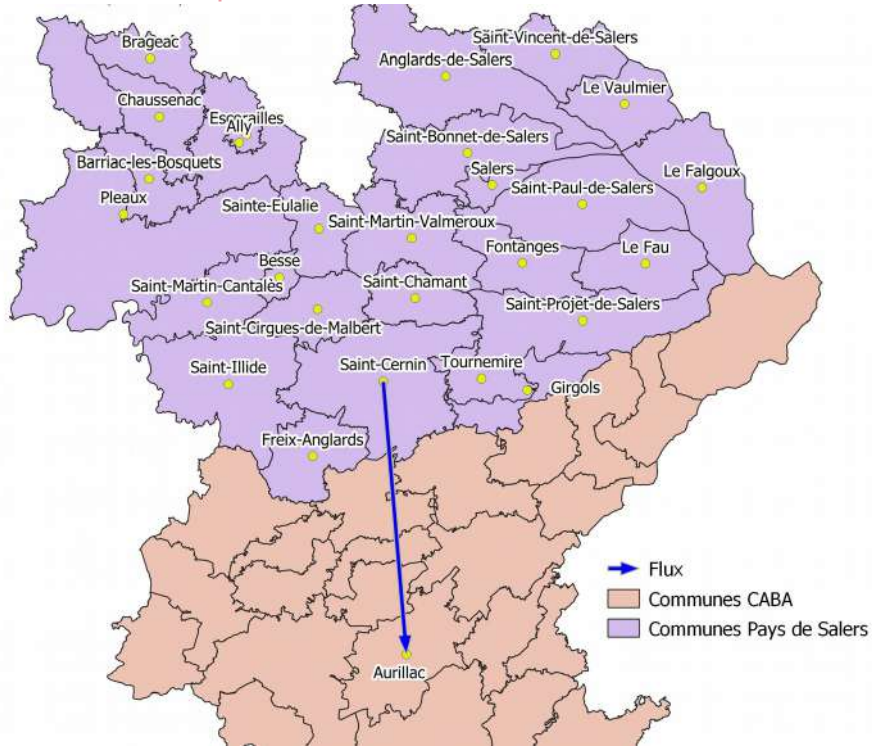 Brageac
Saint-Vincent-de-Salers
Anglards-de-Salers
Le Vaulmier
Chaussenac
Escorailles
Ally
Saint-Bonnet-de-Salers
Barriac-les-Bosquets
Salers
Le Falgoux
Saint-Paul-de-Salers
Pleaux
Sainte-Eulalie
Saint-Martin-Valmeroux
Fontanges
Le Fau
Besse
Saint-Martin-Cantalès
Saint-Chamant
Saint-Projet-de-Salers
Saint-Cirgues-de-Malbert
Saint-Illide
Saint-Cernin
Tournemire
Girgols
Freix-Anglards
Flux
Communes CABA
Communes Pays de Salers
Aurillac